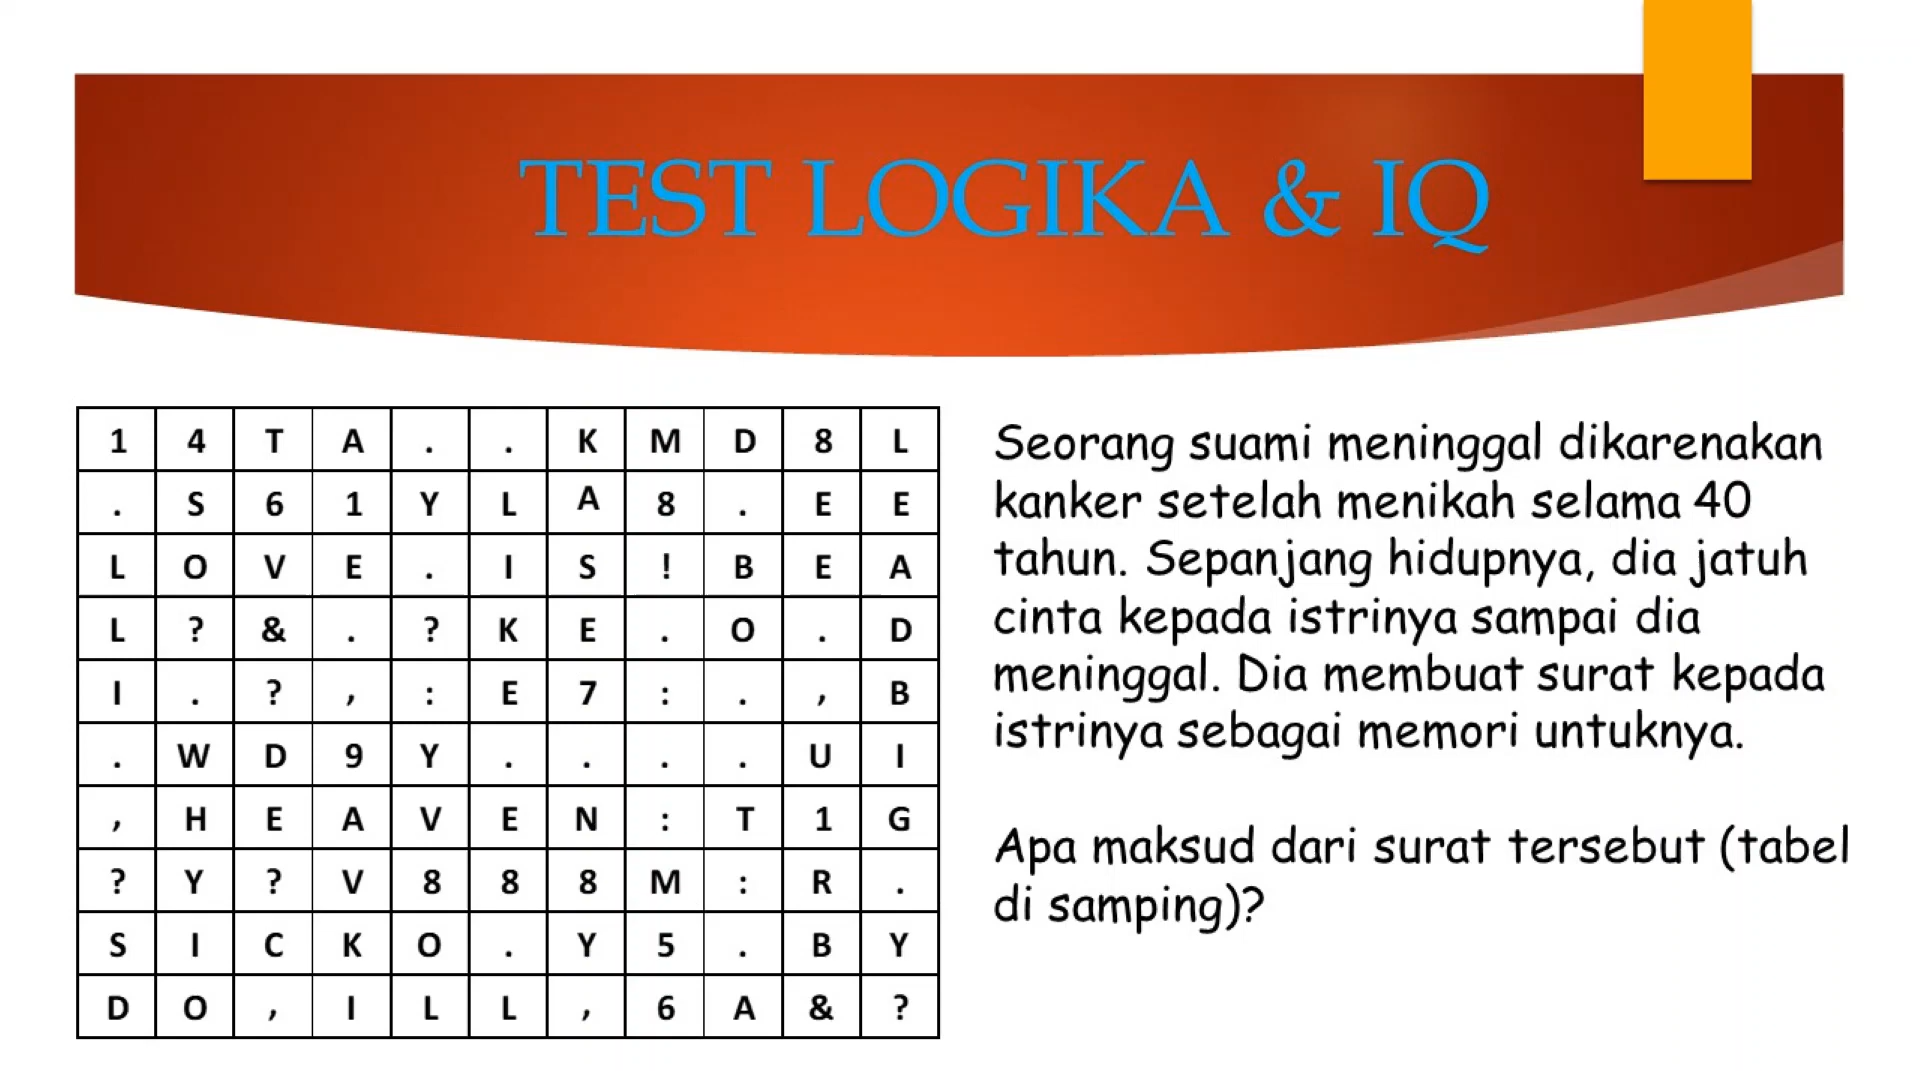 TEST LOGIKA & IQ
1 4 T A . . K M D 8 L
. S 6 1 Y L A 8 . E E
L O V E . I S ! B E A
L ? & . ? K E . O . D
I . ? , : E 7 : . , B
. W D 9 Y . . . . U I
, H E A V E N : T 1 G
? Y ? V 8 8 8 M : R .
S I C K O . Y 5 . B Y
D O , I L L , 6 A & ?
Seorang suami meninggal dikarenakan
kanker setelah menikah selama 40
tahun. Sepanjang hidupnya, dia jatuh
cinta kepada istrinya sampai dia
meninggal. Dia membuat surat kepada
istrinya sebagai memori untuknya.
Apa maksud dari surat tersebut (tabel
di samping)?